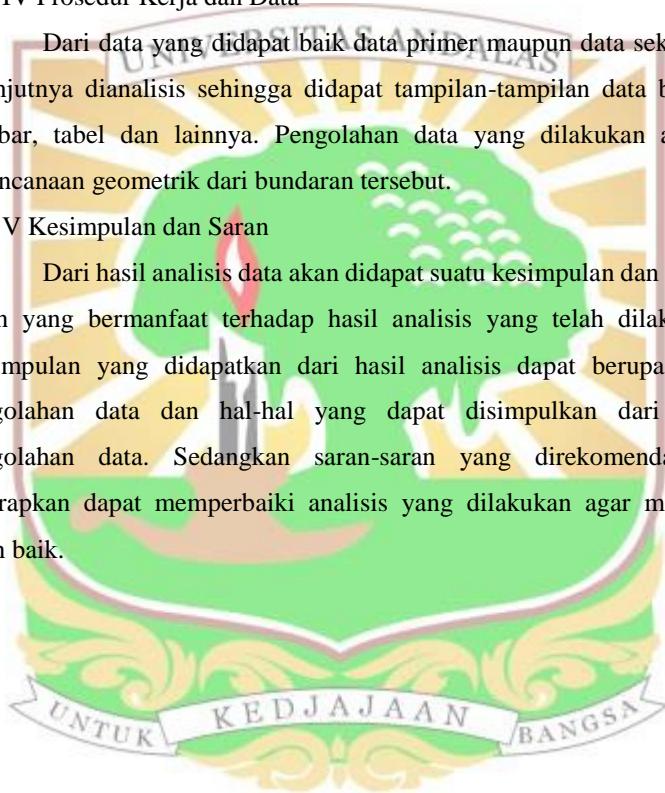 IV Prosedur Kerja dan Data
UNIVERSITAS ANDALAS
Dari data yang didapat baik data primer maupun data sek
njutnya dianalisis sehingga didapat tampilan-tampilan data b
bar, tabel dan lainnya. Pengolahan data yang dilakukan a
ncanaan geometrik dari bundaran tersebut.
V Kesimpulan dan Saran
Dari hasil analisis data akan didapat suatu kesimpulan dan
n yang bermanfaat terhadap hasil analisis yang telah dilak
mpulan yang didapatkan dari hasil analisis dapat berupa
golahan data dan hal-hal yang dapat disimpulkan dari
golahan data. Sedangkan saran-saran yang direkomenda
rapkan dapat memperbaiki analisis yang dilakukan agar m
n baik.
UNTUK KEDJAJAAN BANGSA